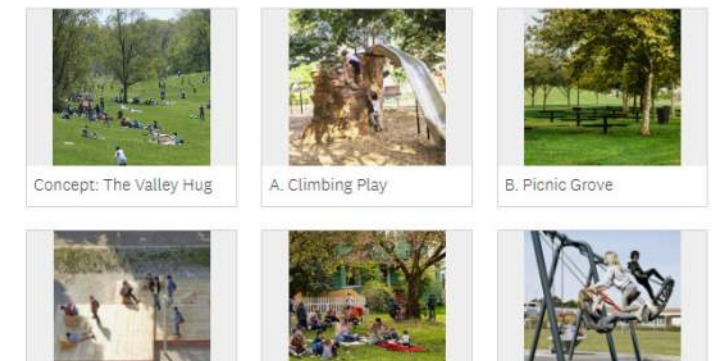 Concept: The Valley Hug
A. Climbing Play
B. Picnic Grove